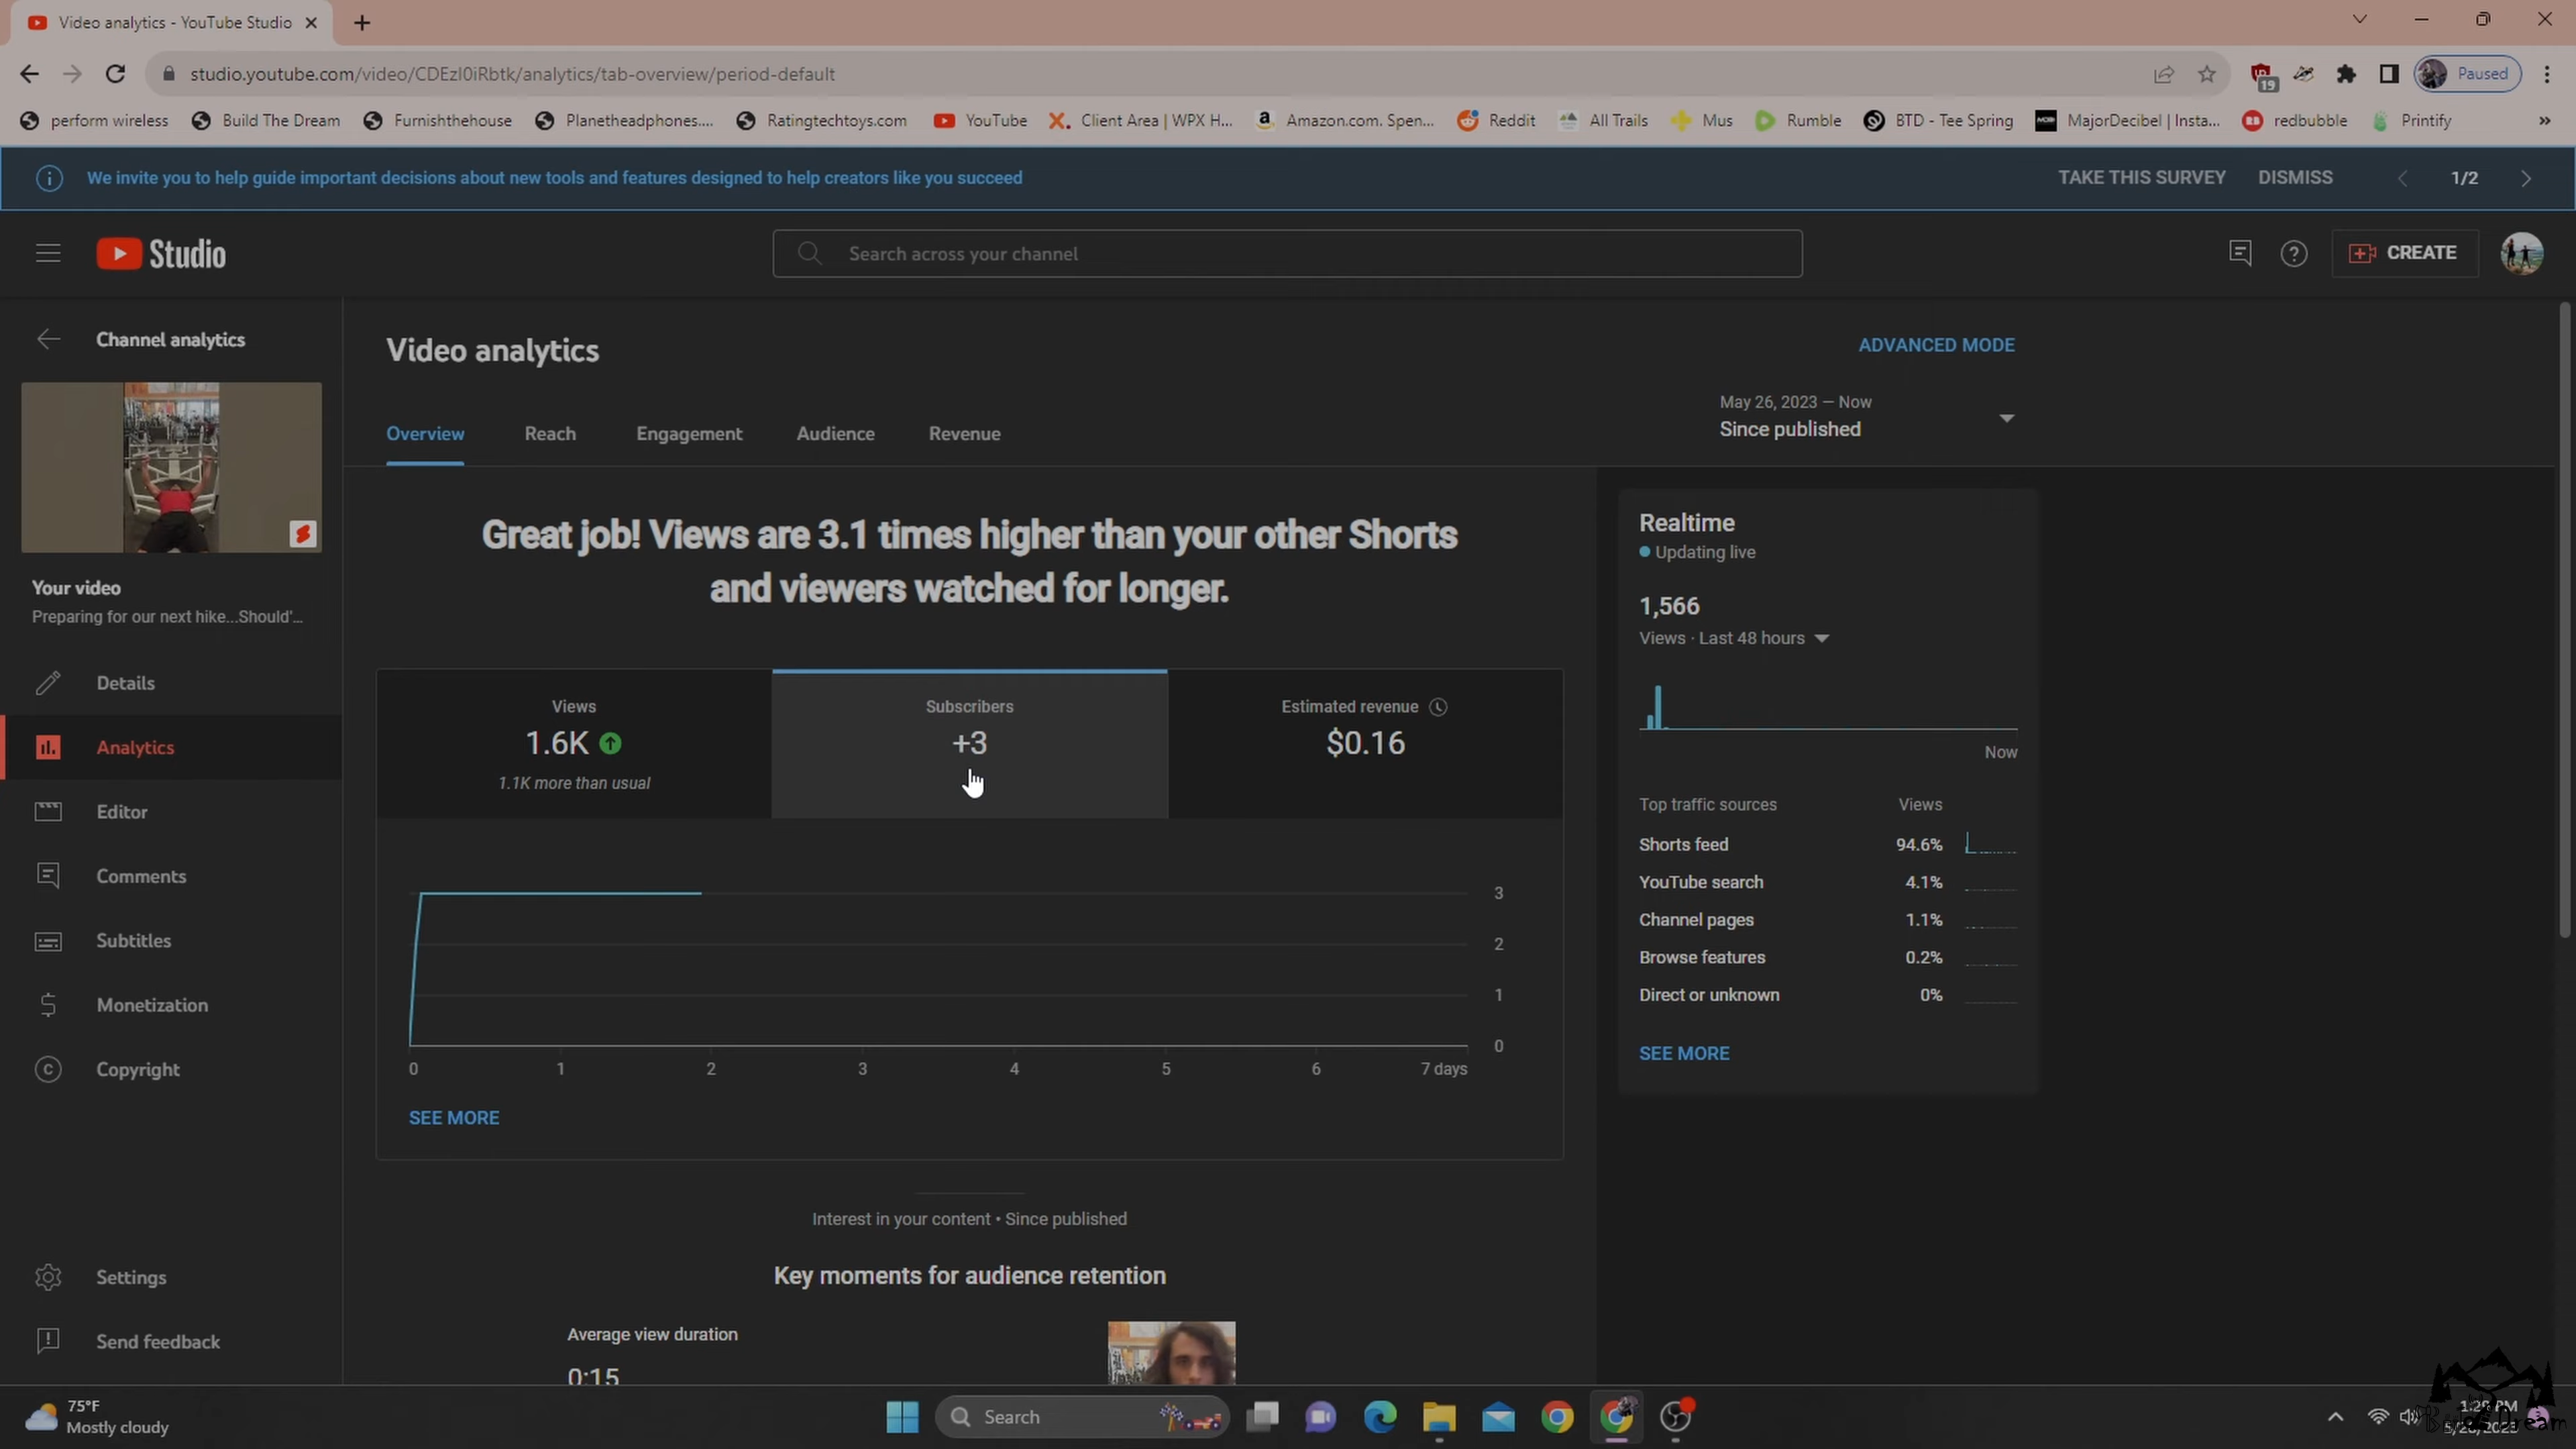 Video analytics - YouTube Studio
studio.youtube.com/video/CDEzI0iRbtk/analytics/tab-overview/period-default
19
Paused
perform wireless
Build The Dream
Furnishthehouse
Planetheadphones....
Ratingtechtoys.com
YouTube
Client Area | WPX H...
Amazon.com. Spen...
Reddit
All Trails
Mus
Rumble
BTD - Tee Spring
MajorDecibel | Insta...
redbubble
Printify
»
We invite you to help guide important decisions about new tools and features designed to help creators like you succeed
TAKE THIS SURVEY
DISMISS
1/2
Studio
Search across your channel
CREATE
Channel analytics
Your video
Preparing for our next hike...Should'...
Details
Analytics
Editor
Comments
Subtitles
Monetization
Copyright
Settings
Send feedback
Video analytics
ADVANCED MODE
Overview
Reach
Engagement
Audience
Revenue
May 26, 2023 – Now
Since published
Great job! Views are 3.1 times higher than your other Shorts
and viewers watched for longer.
Views
1.6K
1.1K more than usual
Subscribers
+3
Estimated revenue
$0.16
3
2
1
0
0 1 2 3 4 5 6 7 days
SEE MORE
Interest in your content • Since published
Key moments for audience retention
Average view duration
0:15
Realtime
Updating live
1,566
Views · Last 48 hours
Now
Top traffic sources Views
Shorts feed 94.6%
YouTube search 4.1%
Channel pages 1.1%
Browse features 0.2%
Direct or unknown 0%
SEE MORE
75°F
Mostly cloudy
Search
1:29 PM